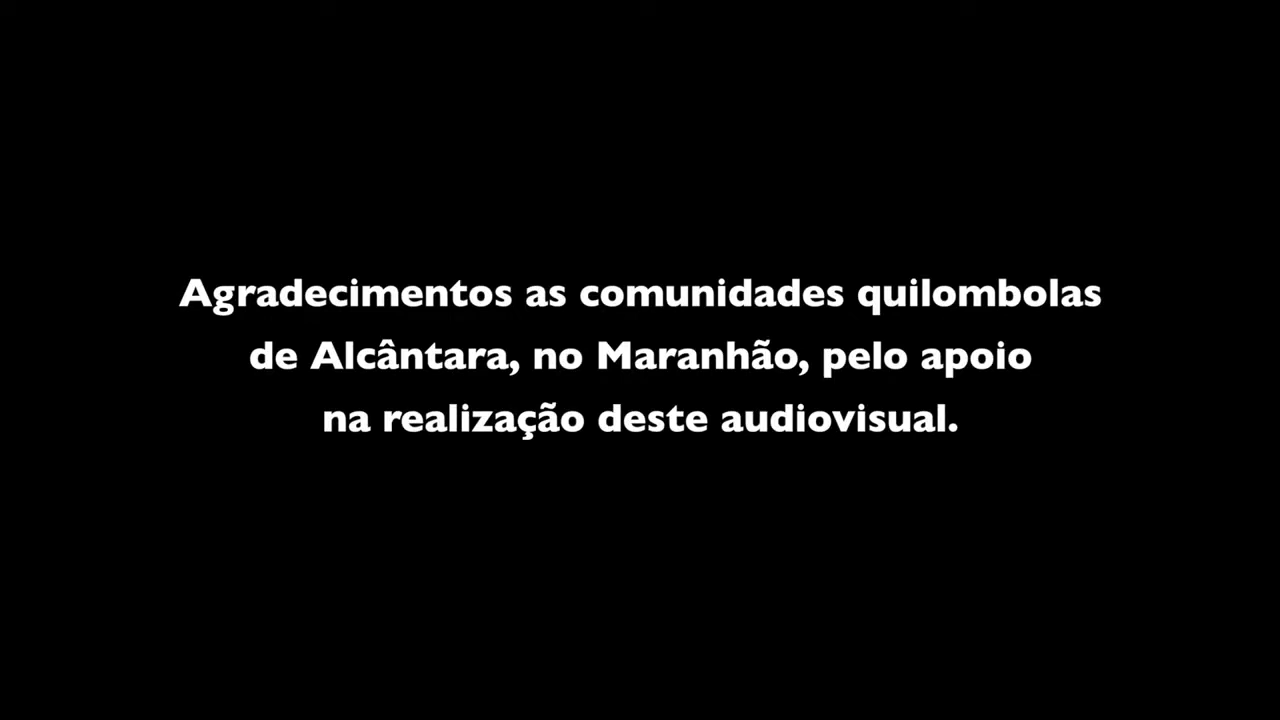 Agradecimentos as comunidades quilombolas
de Alcântara, no Maranhão, pelo apoio
na realização deste audiovisual.